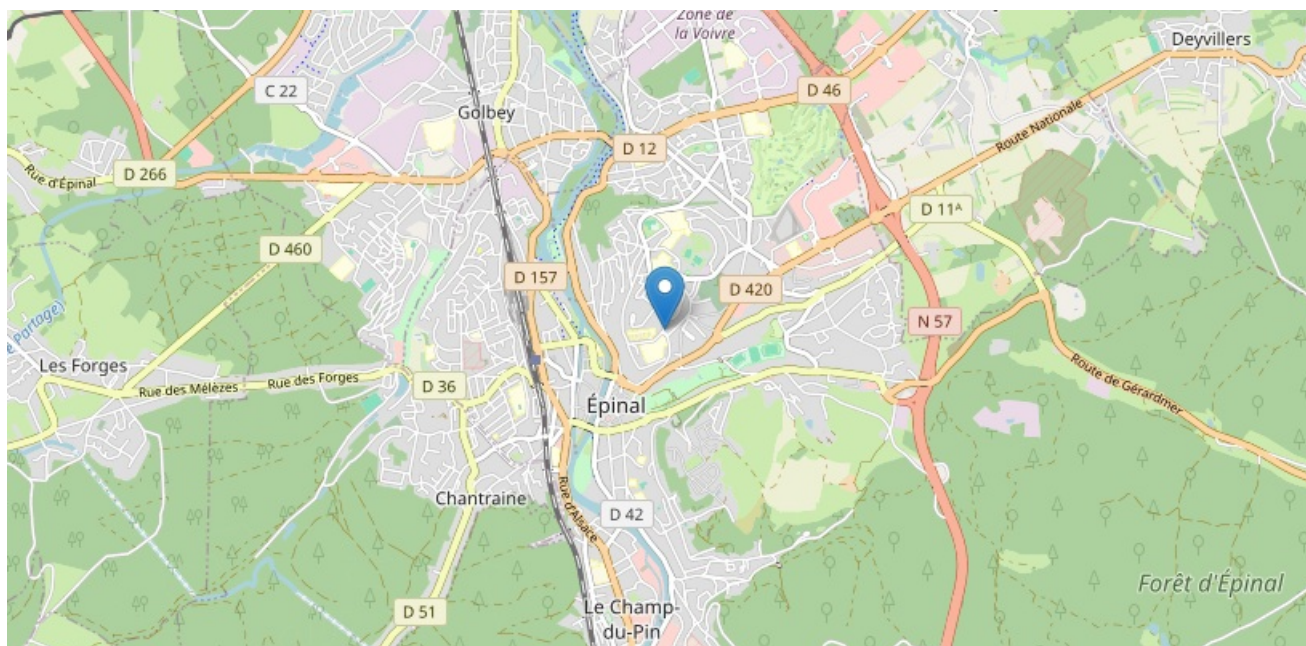 Zone de
la Voivre
Deyvillers
C 22
D 46
Golbey
Route Nationale
D 12
Rue d'Épinal
D 266
D 11ᴬ
D 460
D 157
D 420
N 57
Partage)
Les Forges
Rue des Mélèzes
Rue des Forges
D 36
Route de Gérardmer
Épinal
Chantraine
Rue d'Alsace
D 42
Forêt d'Épinal
D 51
Le Champ-
du-Pin